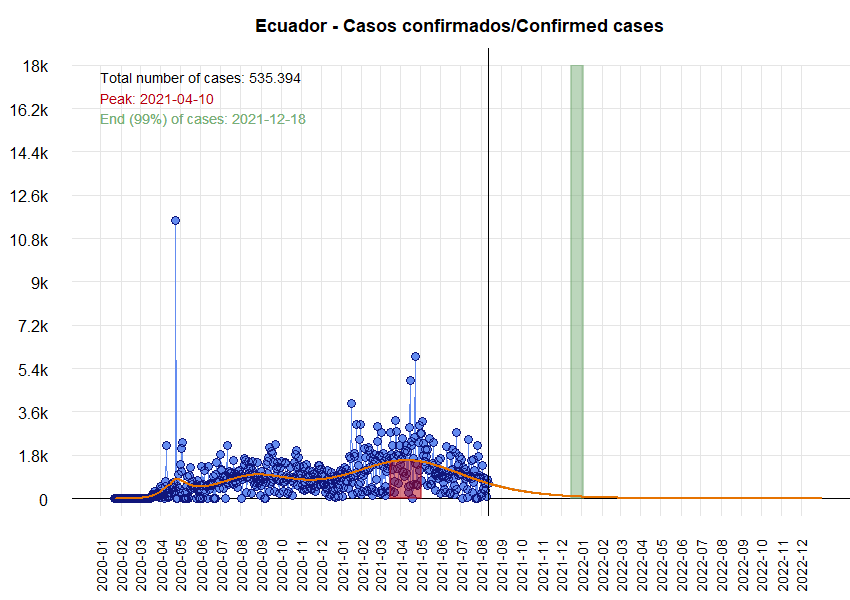 Ecuador - Casos confirmados/Confirmed cases
18k
Total number of cases: 535.394
Peak: 2021-04-10
End (99%) of cases: 2021-12-18
16.2k
14.4k
12.6k
10.8k
9k
7.2k
5.4k
3.6k
1.8k
0
2020-01
2020-02
2020-03
2020-04
2020-05
2020-06
2020-07
2020-08
2020-09
2020-10
2020-11
2020-12
2021-01
2021-02
2021-03
2021-04
2021-05
2021-06
2021-07
2021-08
2021-09
2021-10
2021-11
2021-12
2022-01
2022-02
2022-03
2022-04
2022-05
2022-06
2022-07
2022-08
2022-09
2022-10
2022-11
2022-12